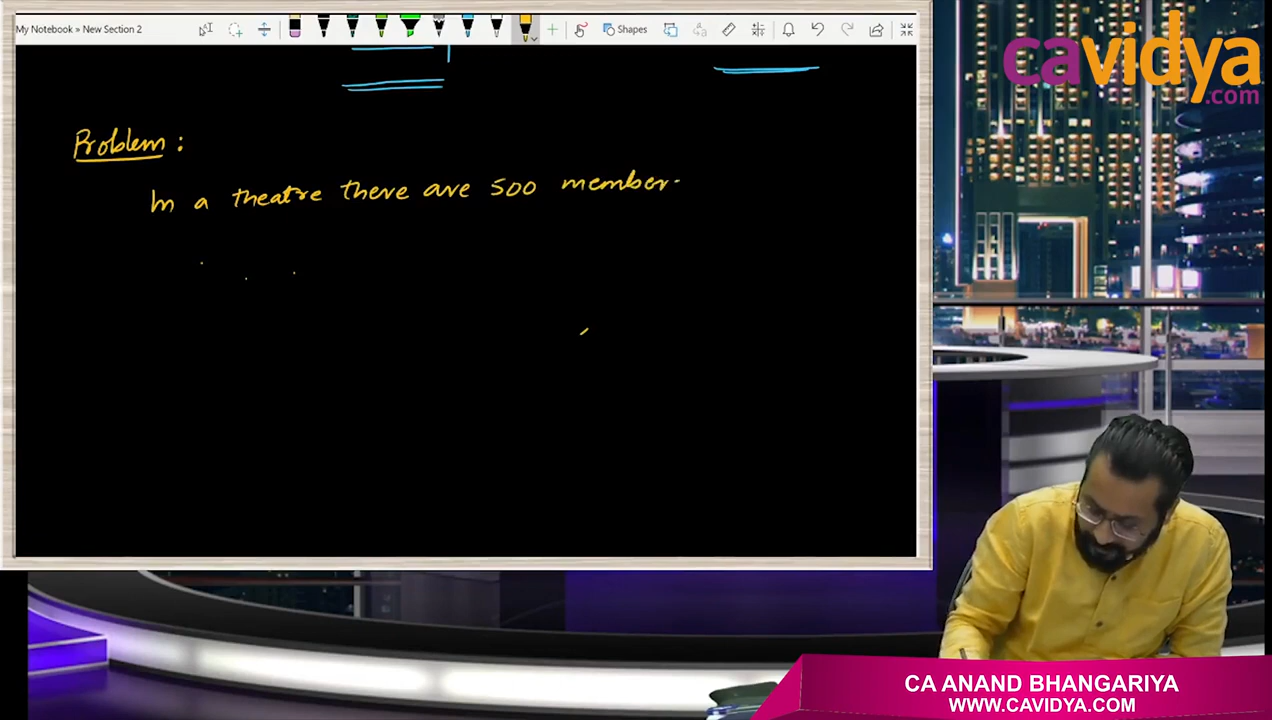 My Notebook » New Section 2
Shapes
cavidya
.com
Problem :
In a theatre there are 500 member.
CA ANAND BHANGARIYA
WWW.CAVIDYA.COM